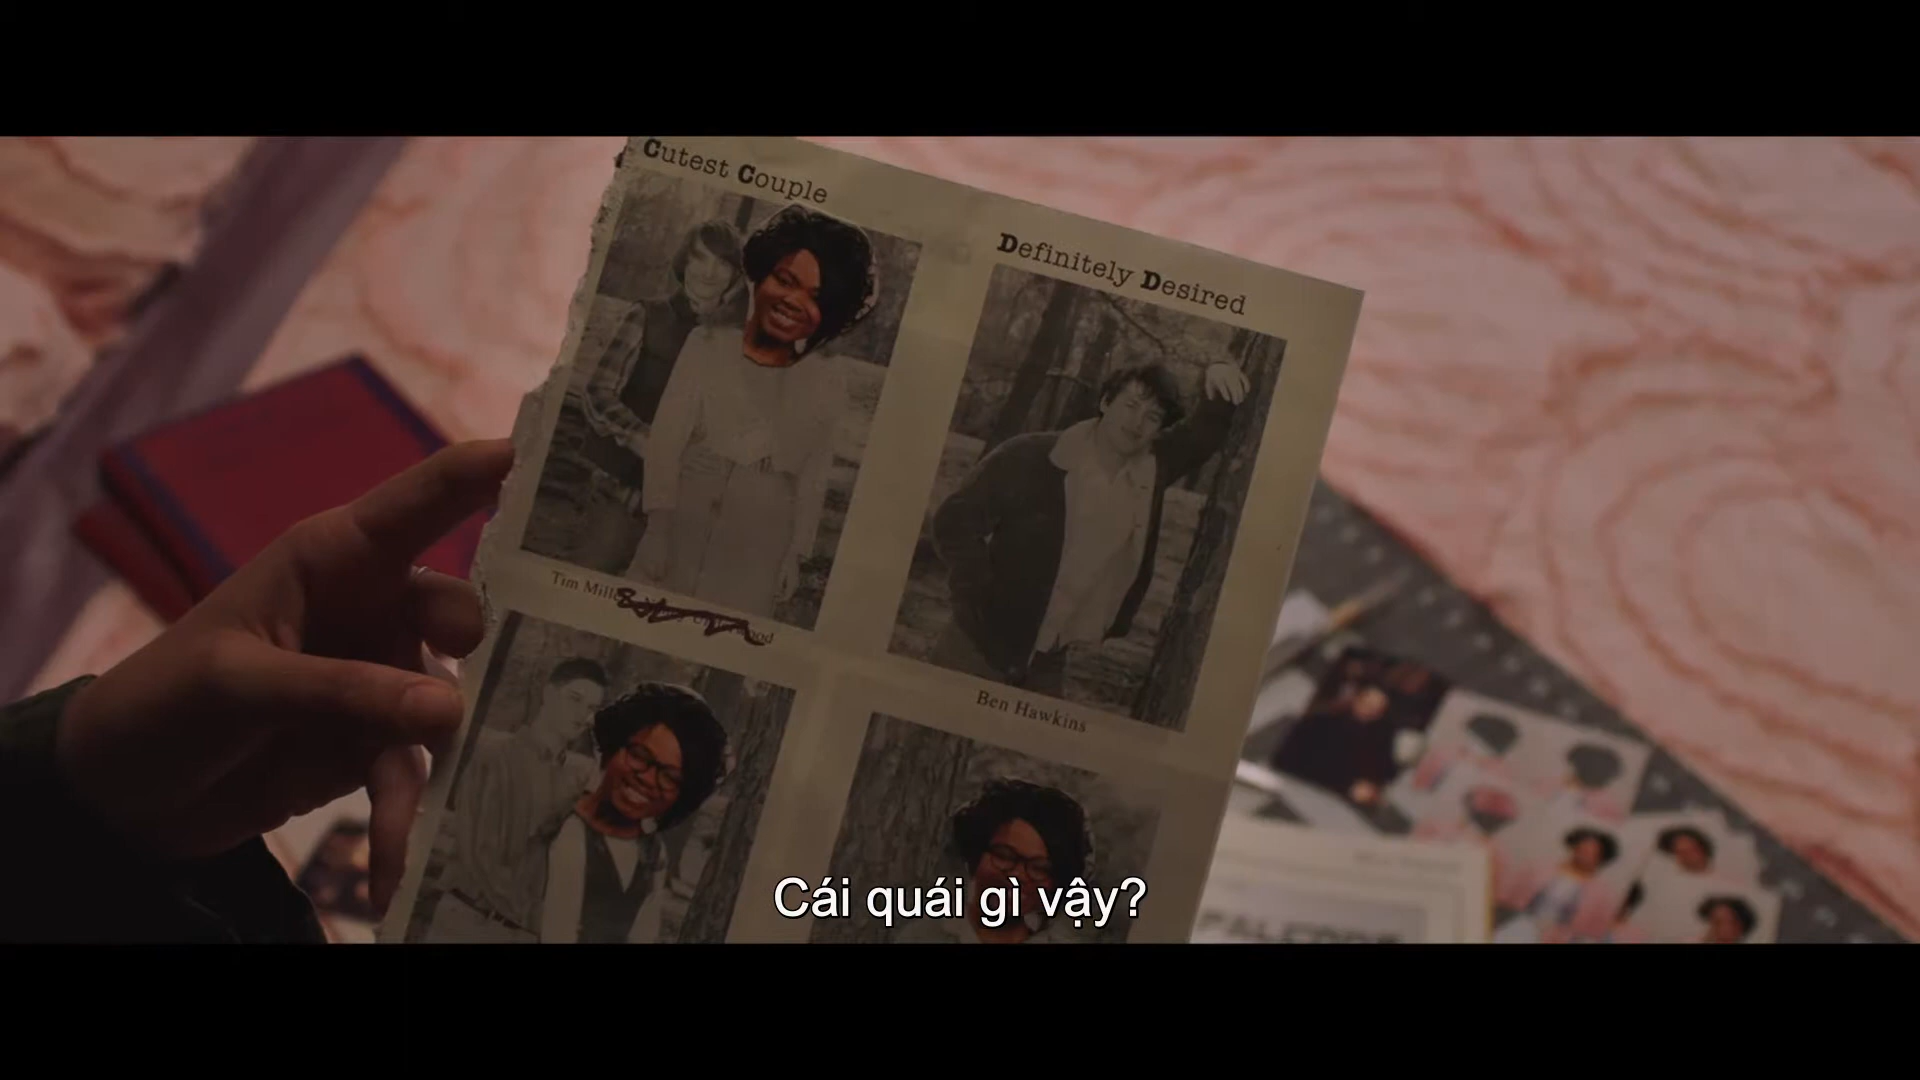 Cutest Couple
Definitely Desired
Tim Mill
Ben Hawkins
Cái quái gì vậy?